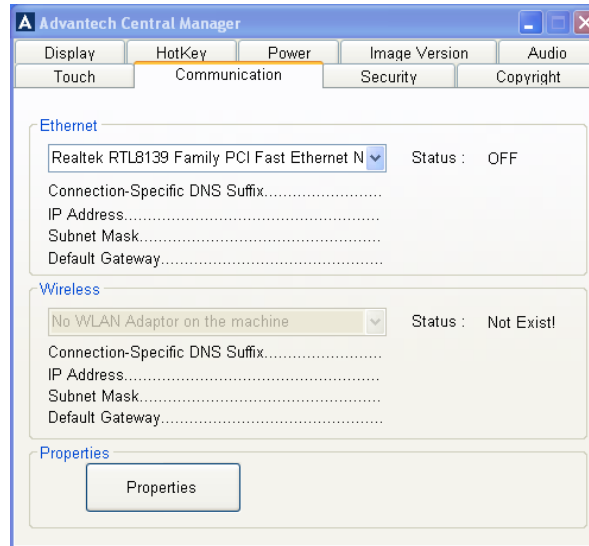 Advantech Central Manager
Display HotKey Power Image Version Audio
Touch Communication Security Copyright
Ethernet
Realtek RTL8139 Family PCI Fast Ethernet N Status : OFF
Connection-Specific DNS Suffix........................
IP Address....................................................
Subnet Mask.................................................
Default Gateway.............................................
Wireless
No WLAN Adaptor on the machine Status : Not Exist!
Connection-Specific DNS Suffix........................
IP Address....................................................
Subnet Mask.................................................
Default Gateway.............................................
Properties
Properties